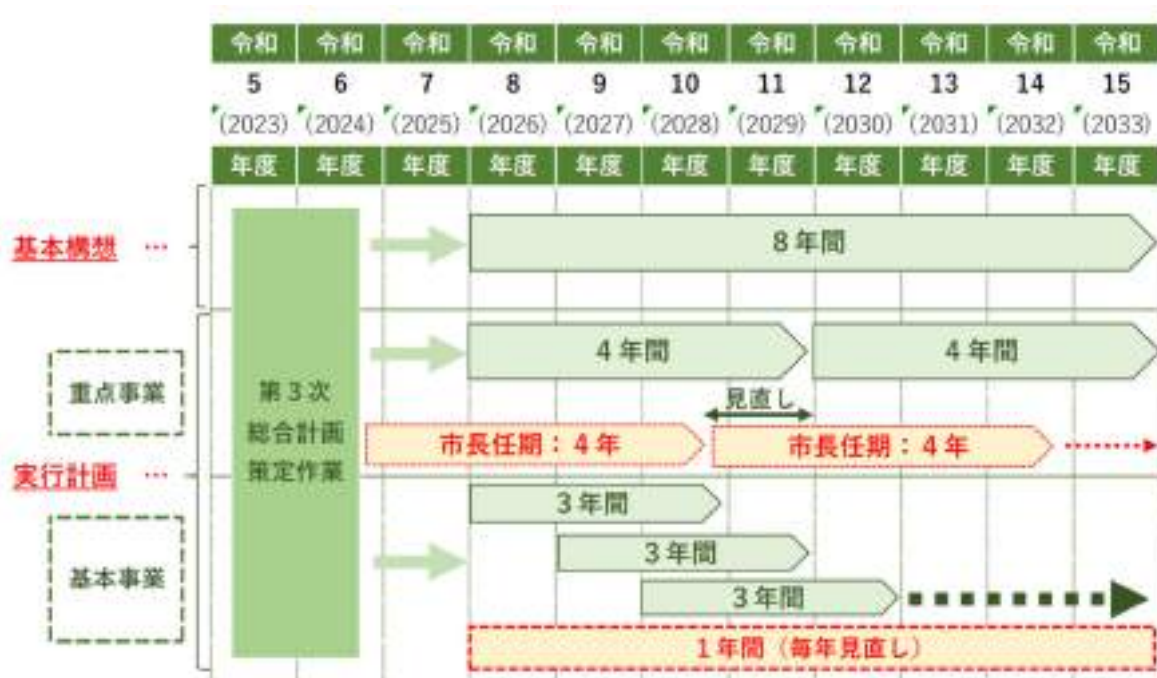 令和 令和 令和 令和 令和 令和 令和 令和 令和 令和 令和
5 6 7 8 9 10 11 12 13 14 15
(2023) (2024) (2025) (2026) (2027) (2028) (2029) (2030) (2031) (2032) (2033)
年度 年度 年度 年度 年度 年度 年度 年度 年度 年度 年度
基本構想 …
8年間
重点事業
4年間 4年間
見直し
市長任期：4年 市長任期：4年
第3次
総合計画
策定作業
実行計画 …
基本事業
3年間
3年間
3年間
1年間（毎年見直し）